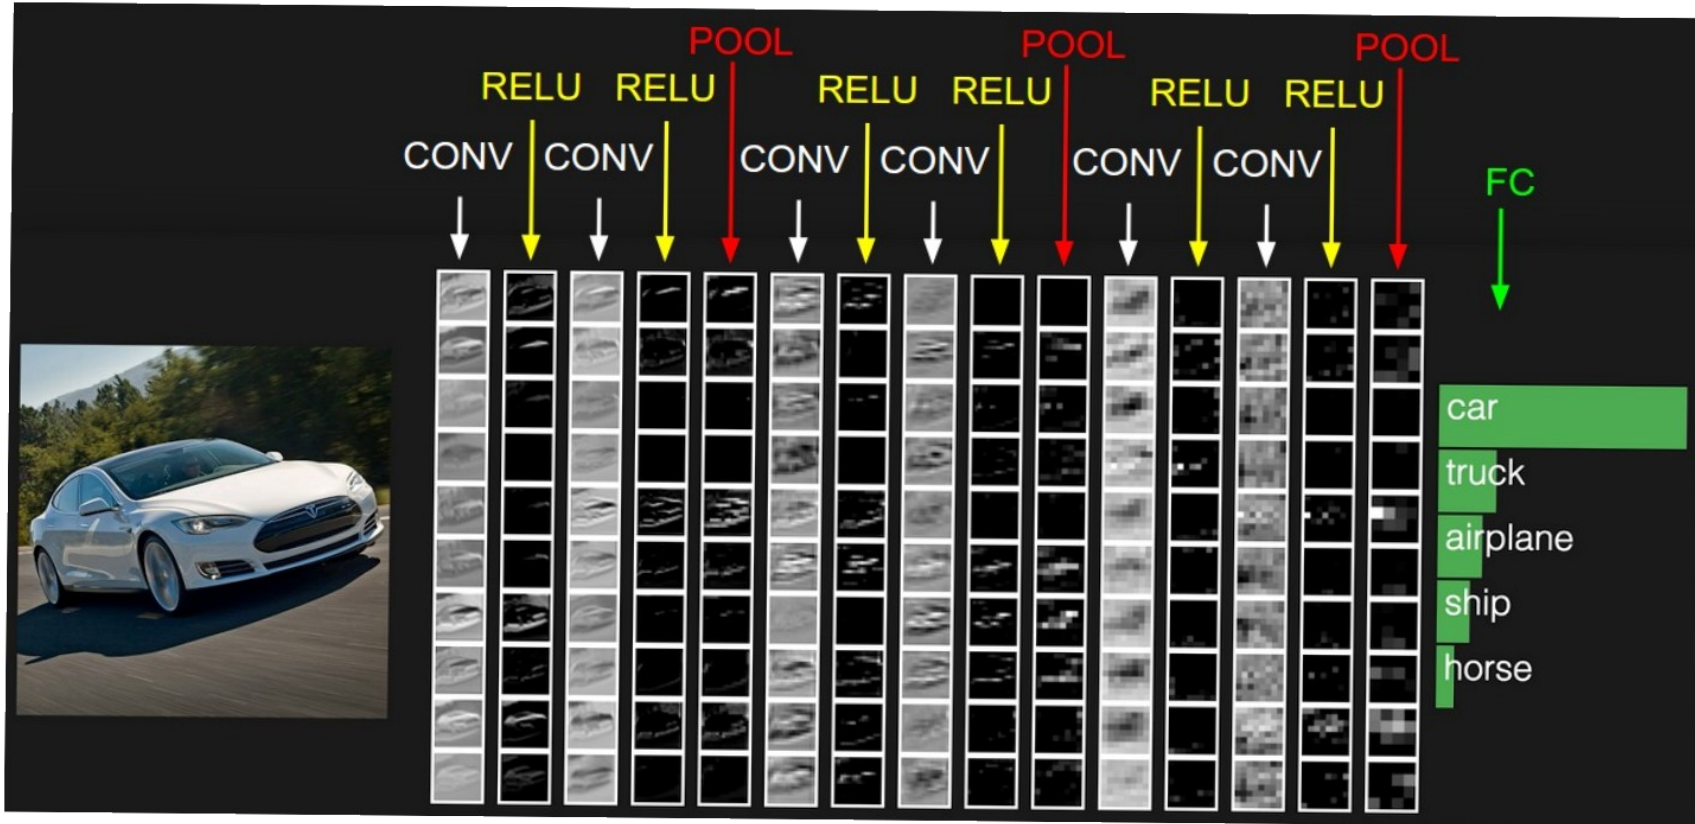 POOL POOL POOL
RELU RELU RELU RELU RELU RELU
CONV CONV CONV CONV CONV CONV
FC
car
truck
airplane
ship
horse